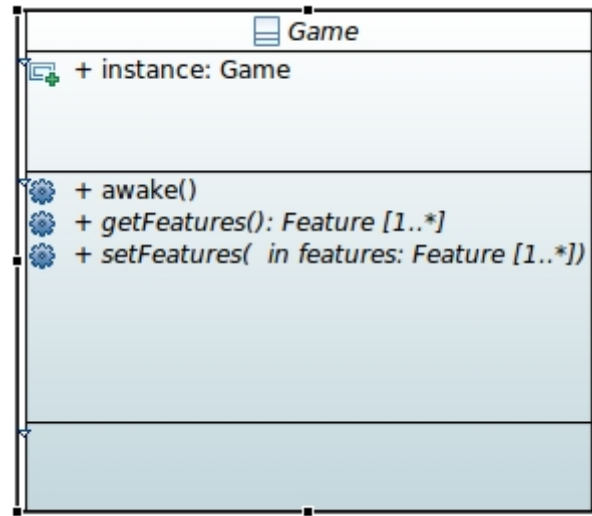 Game
+ instance: Game
+ awake()
+ getFeatures(): Feature [1..*]
+ setFeatures(  in features: Feature [1..*])